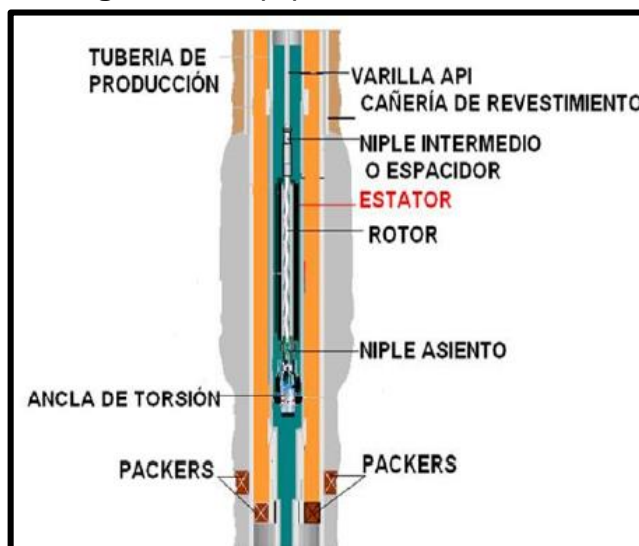 TUBERIA DE
PRODUCCIÓN
VARILLA API
CAÑERÍA DE REVESTIMIENTO
NIPLE INTERMEDIO
O ESPACIDOR
ESTATOR
ROTOR
NIPLE ASIENTO
ANCLA DE TORSIÓN
PACKERS
PACKERS